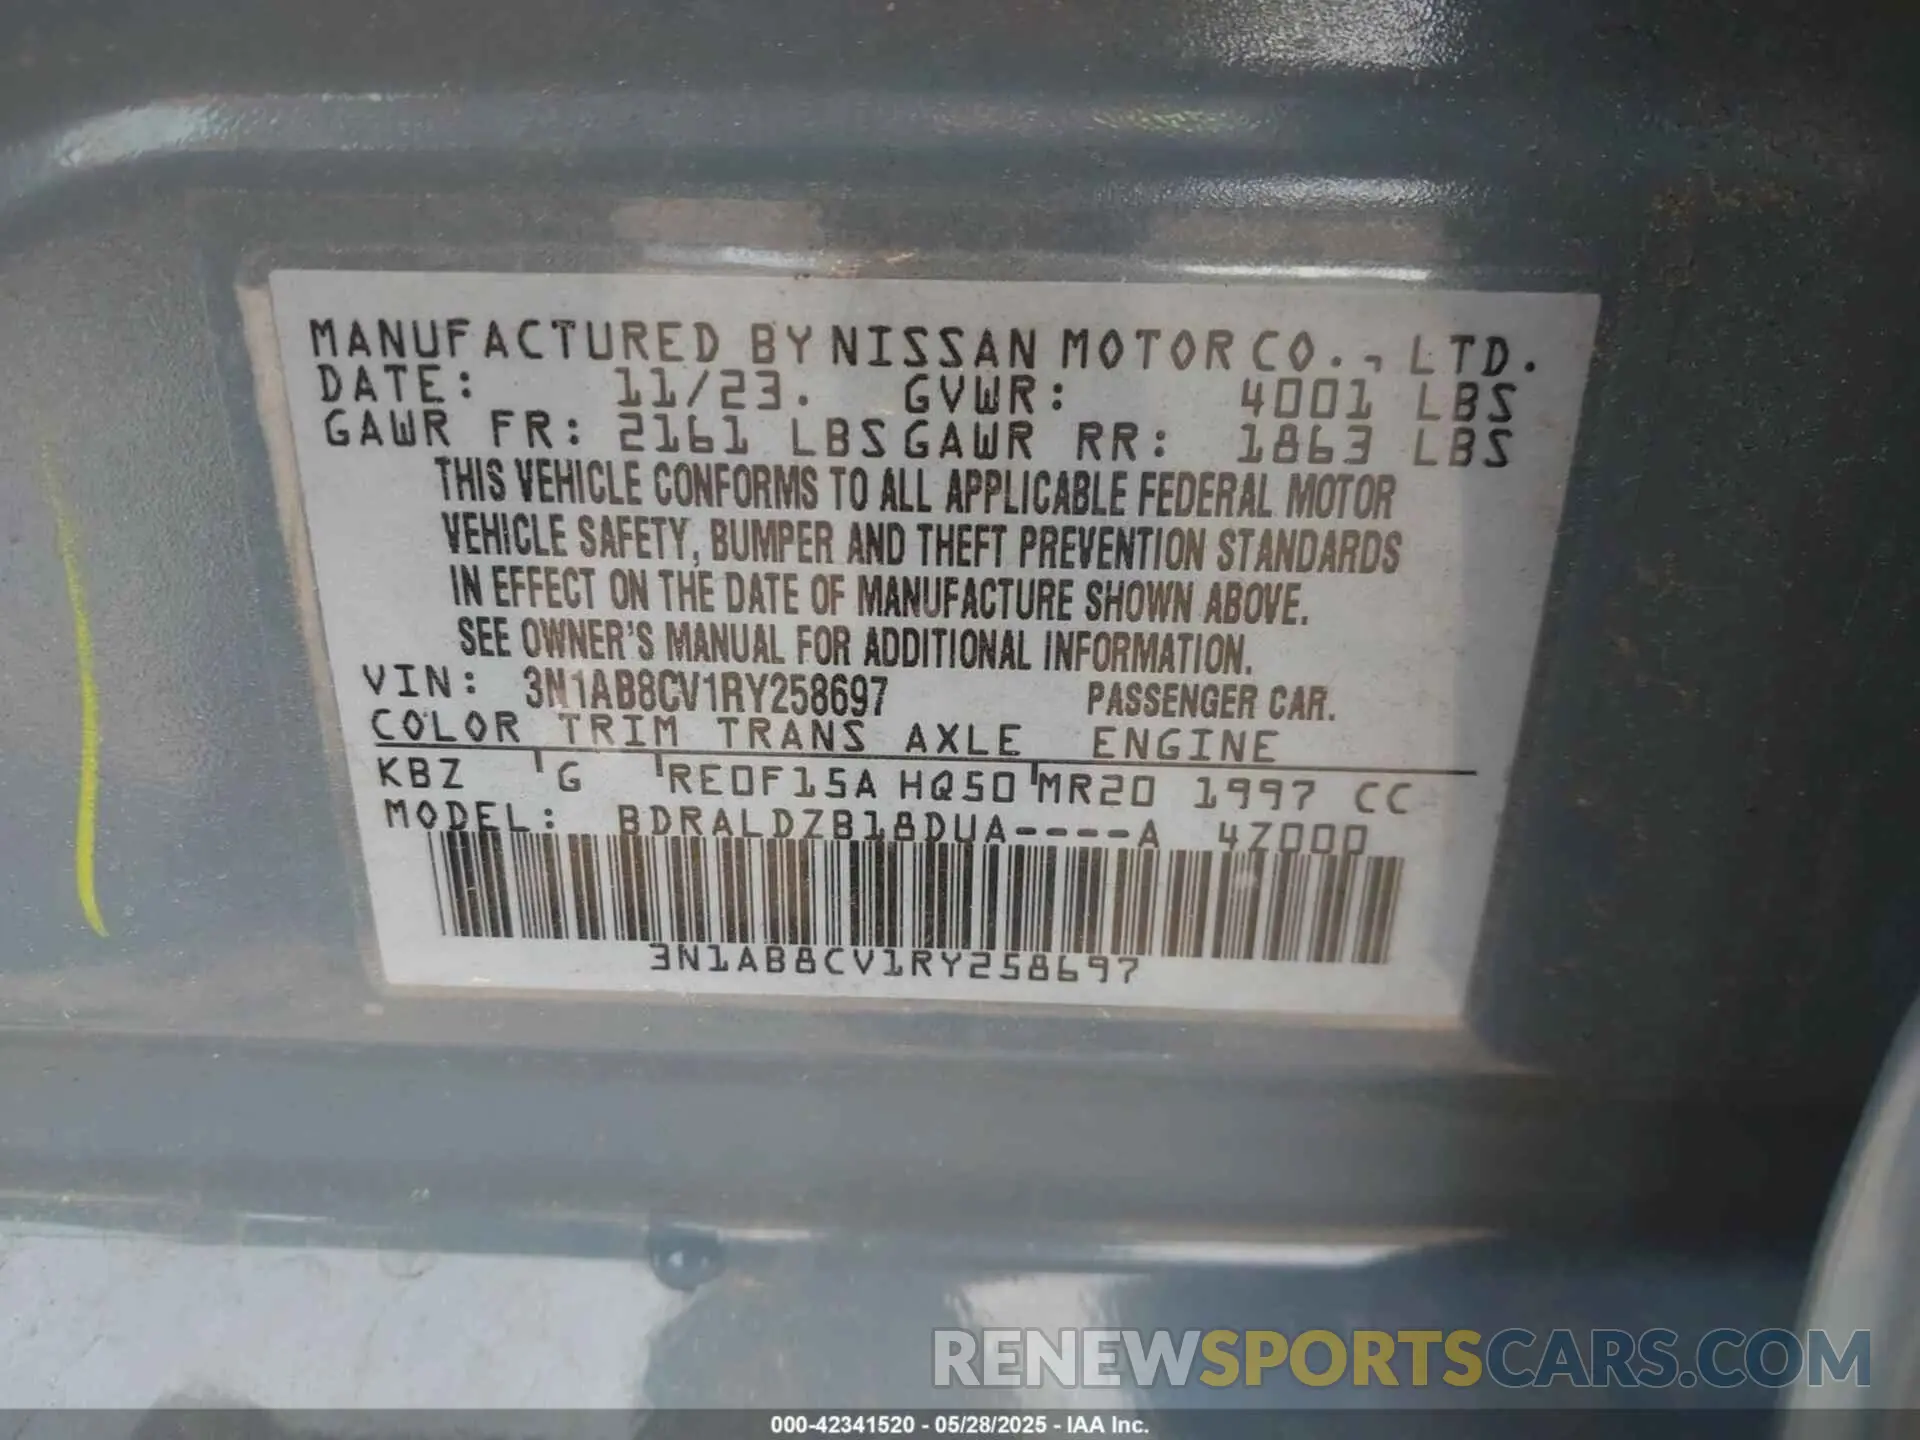 MANUFACTURED BY NISSAN MOTOR CO., LTD.
DATE: 11/23. GVWR: 4001 LBS
GAWR FR: 2161 LBS GAWR RR: 1863 LBS
THIS VEHICLE CONFORMS TO ALL APPLICABLE FEDERAL MOTOR
VEHICLE SAFETY, BUMPER AND THEFT PREVENTION STANDARDS
IN EFFECT ON THE DATE OF MANUFACTURE SHOWN ABOVE.
SEE OWNER'S MANUAL FOR ADDITIONAL INFORMATION.
VIN: 3N1AB8CV1RY258697 PASSENGER CAR.
COLOR TRIM TRANS AXLE ENGINE
KBZ G RE0F15A HQ50 MR20 1997 CC
MODEL: BDRALDZB18DUA----A 4Z000
3N1AB8CV1RY258697
RENEWSPORTSCARS.COM
000-42341520 - 05/28/2025 - IAA Inc.